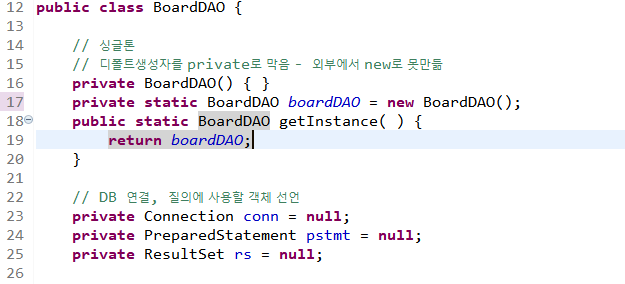 12 public class BoardDAO {
13
14     // 싱글톤
15     // 디폴트생성자를 private로 막음 - 외부에서 new로 못만듦
16     private BoardDAO() { }
17     private static BoardDAO boardDAO = new BoardDAO();
18     public static BoardDAO getInstance( ) {
19         return boardDAO;
20     }
21
22     // DB 연결, 질의에 사용할 객체 선언
23     private Connection conn = null;
24     private PreparedStatement pstmt = null;
25     private ResultSet rs = null;
26